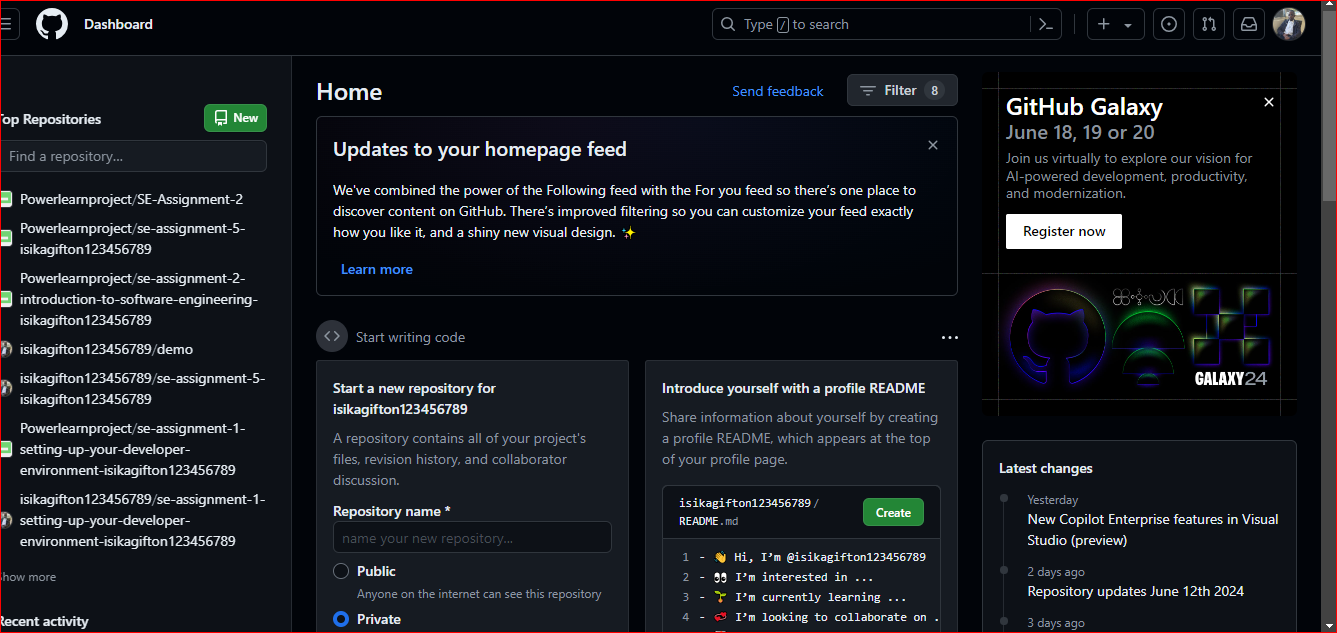 Dashboard
Type / to search
Top Repositories
New
Find a repository...
Powerlearnproject/SE-Assignment-2
Powerlearnproject/se-assignment-5-
isikagifton123456789
Powerlearnproject/se-assignment-2-
introduction-to-software-engineering-
isikagifton123456789
isikagifton123456789/demo
isikagifton123456789/se-assignment-5-
isikagifton123456789
Powerlearnproject/se-assignment-1-
setting-up-your-developer-
environment-isikagifton123456789
isikagifton123456789/se-assignment-1-
setting-up-your-developer-
environment-isikagifton123456789
Show more
Recent activity
Home
Send feedback
Filter 8
Updates to your homepage feed
We've combined the power of the Following feed with the For you feed so there's one place to
discover content on GitHub. There's improved filtering so you can customize your feed exactly
how you like it, and a shiny new visual design. ✨
Learn more
Start writing code
Start a new repository for
isikagifton123456789
A repository contains all of your project's
files, revision history, and collaborator
discussion.
Repository name *
name your new repository...
Public
Anyone on the internet can see this repository
Private
Introduce yourself with a profile README
Share information about yourself by creating
a profile README, which appears at the top
of your profile page.
isikagifton123456789/
README.md
Create
1 - 👋 Hi, I'm @isikagifton123456789
2 - 👀 I'm interested in ...
3 - 🌱 I'm currently learning ...
4 - 💞️ I'm looking to collaborate on .
GitHub Galaxy
June 18, 19 or 20
Join us virtually to explore our vision for
AI-powered development, productivity,
and modernization.
Register now
GALAXY24
Latest changes
Yesterday
New Copilot Enterprise features in Visual
Studio (preview)
2 days ago
Repository updates June 12th 2024
3 days ago